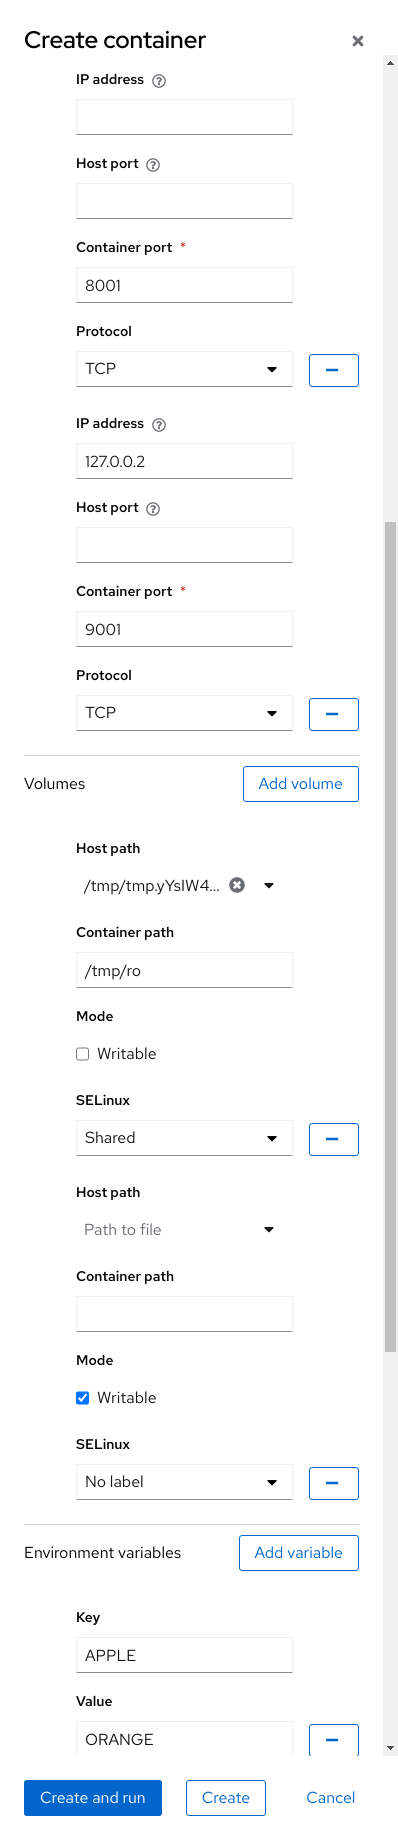 Create container
IP address
Host port
Container port *
8001
Protocol
TCP
IP address
127.0.0.2
Host port
Container port *
9001
Protocol
TCP
Volumes
Add volume
Host path
/tmp/tmp.yYsIW4...
Container path
/tmp/ro
Mode
Writable
SELinux
Shared
Host path
Path to file
Container path
Mode
Writable
SELinux
No label
Environment variables
Add variable
Key
APPLE
Value
ORANGE
Create and run
Create
Cancel